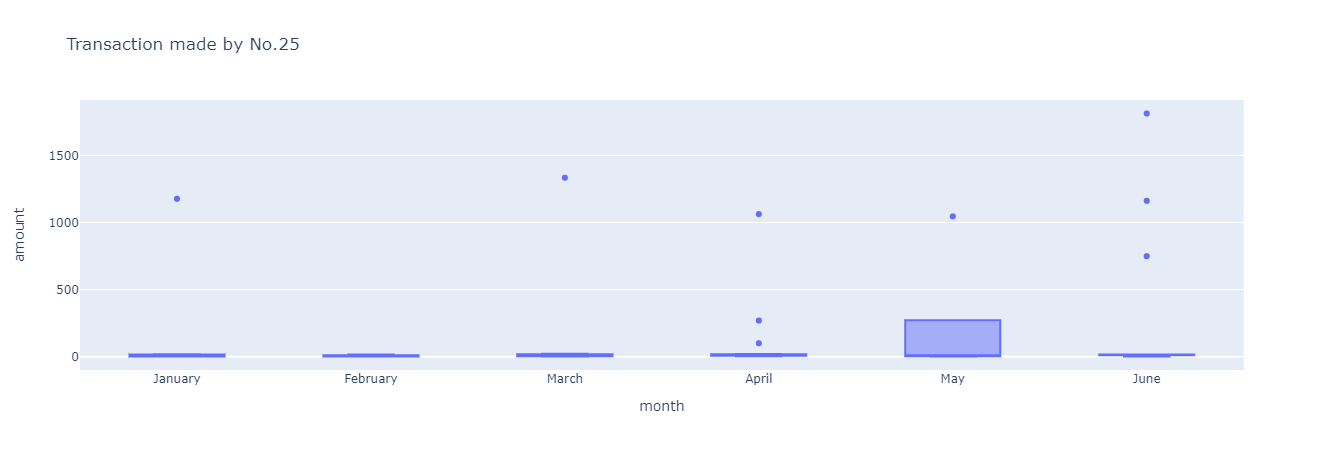 Transaction made by No.25
amount
1500
1000
500
0
January February March April May June
month